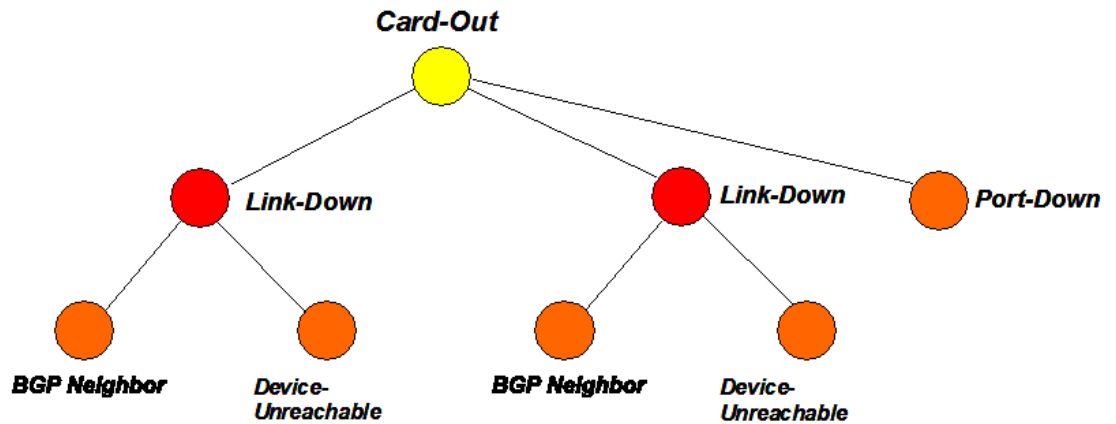 Card-Out
Link-Down
Link-Down
Port-Down
BGP Neighbor
Device-
Unreachable
BGP Neighbor
Device-
Unreachable